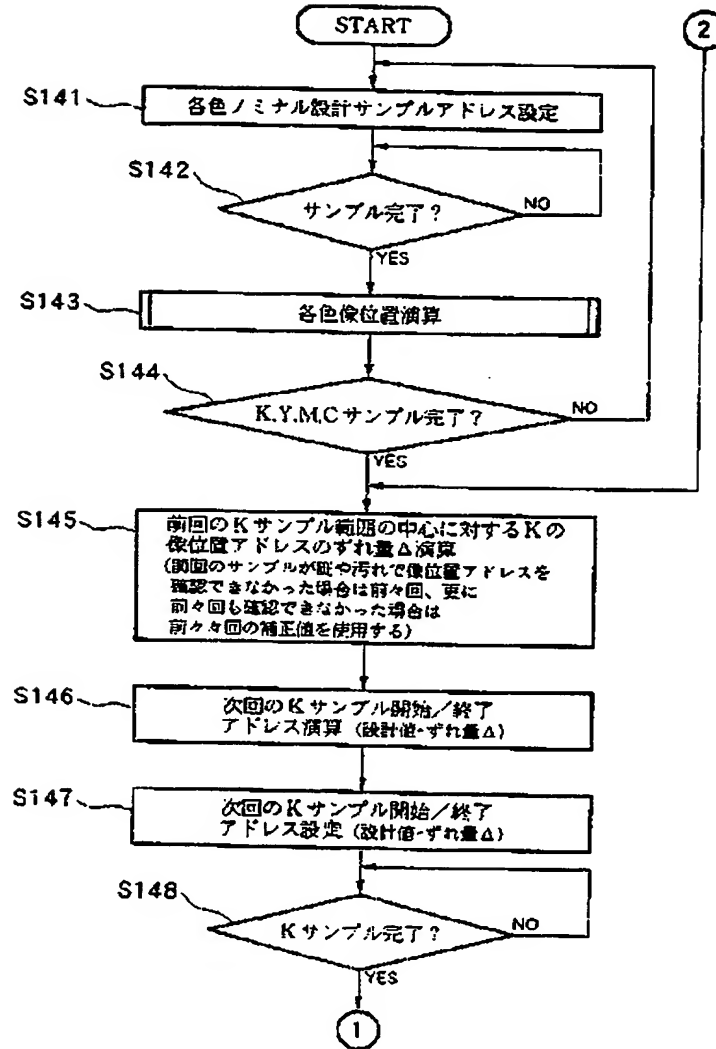 START
2
S141
各色ノミナル設計サンプルアドレス設定
S142
サンプル完了?
NO
YES
S143
各色像位置演算
S144
K.Y.M.Cサンプル完了?
NO
YES
S145
前回のKサンプル範囲の中心に対するKの
像位置アドレスのずれ量Δ演算
(前回のサンプルが疵や汚れで像位置アドレスを
確認できなかった場合は前々回、更に
前々回も確認できなかった場合は
前々々回の補正値を使用する)
S146
次回のKサンプル開始/終了
アドレス演算(設計値-ずれ量Δ)
S147
次回のKサンプル開始/終了
アドレス設定(設計値-ずれ量Δ)
S148
Kサンプル完了?
NO
YES
1